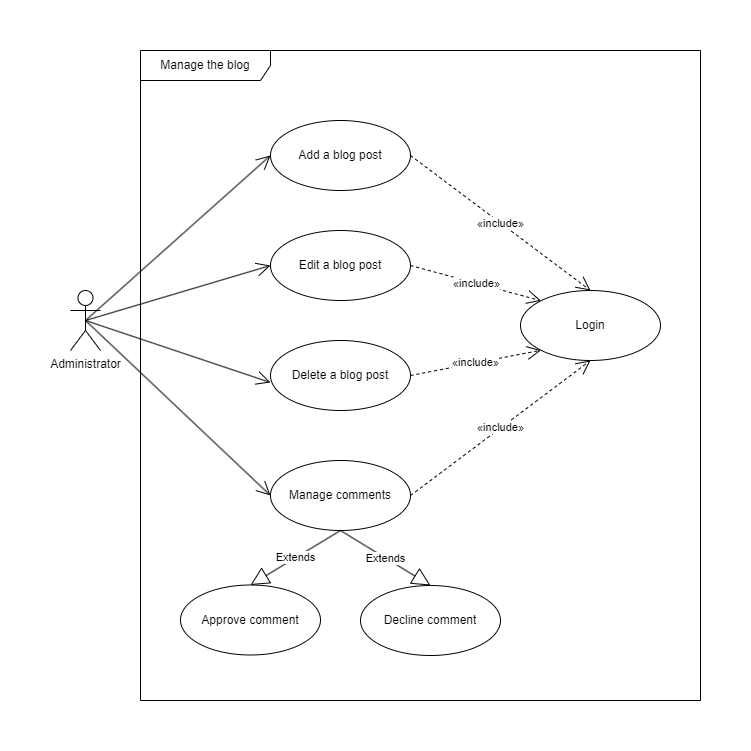 Manage the blog
Add a blog post
«include»
Edit a blog post
«include»
Login
Administrator
Delete a blog post
«include»
«include»
Manage comments
Extends
Extends
Approve comment
Decline comment